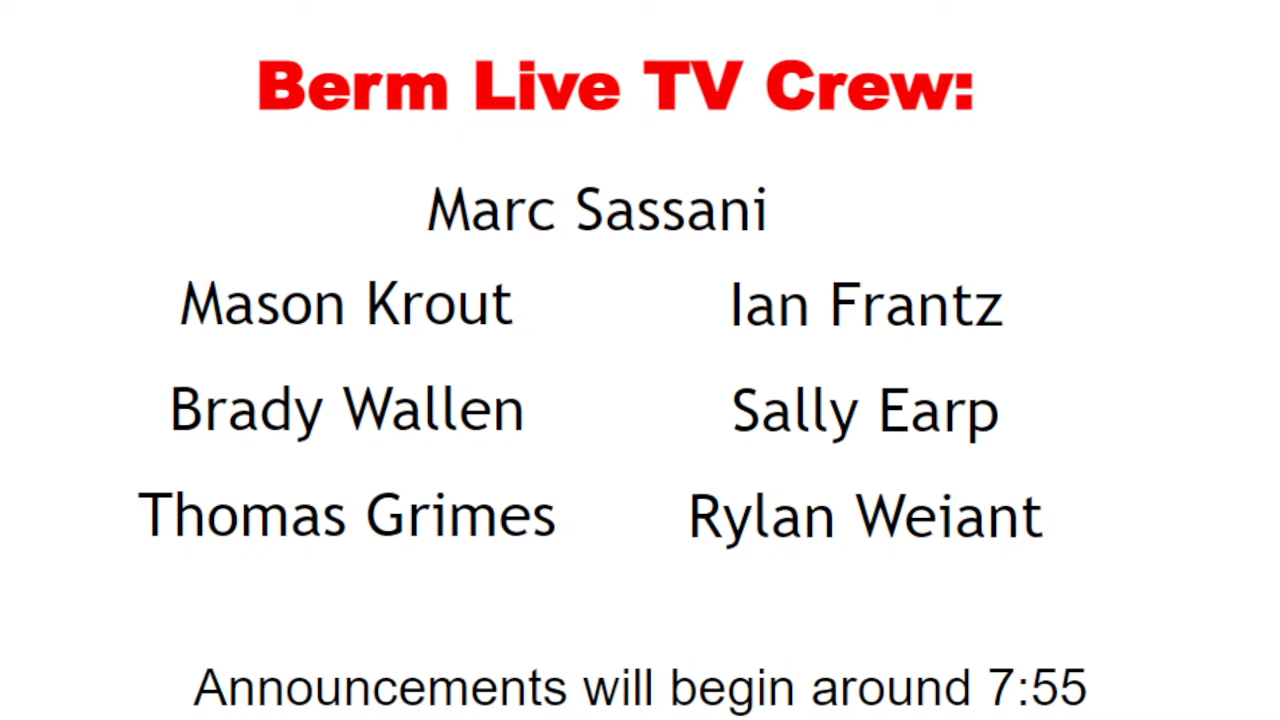 Berm Live TV Crew:
Marc Sassani
Mason Krout Ian Frantz
Brady Wallen Sally Earp
Thomas Grimes Rylan Weiant
Announcements will begin around 7:55